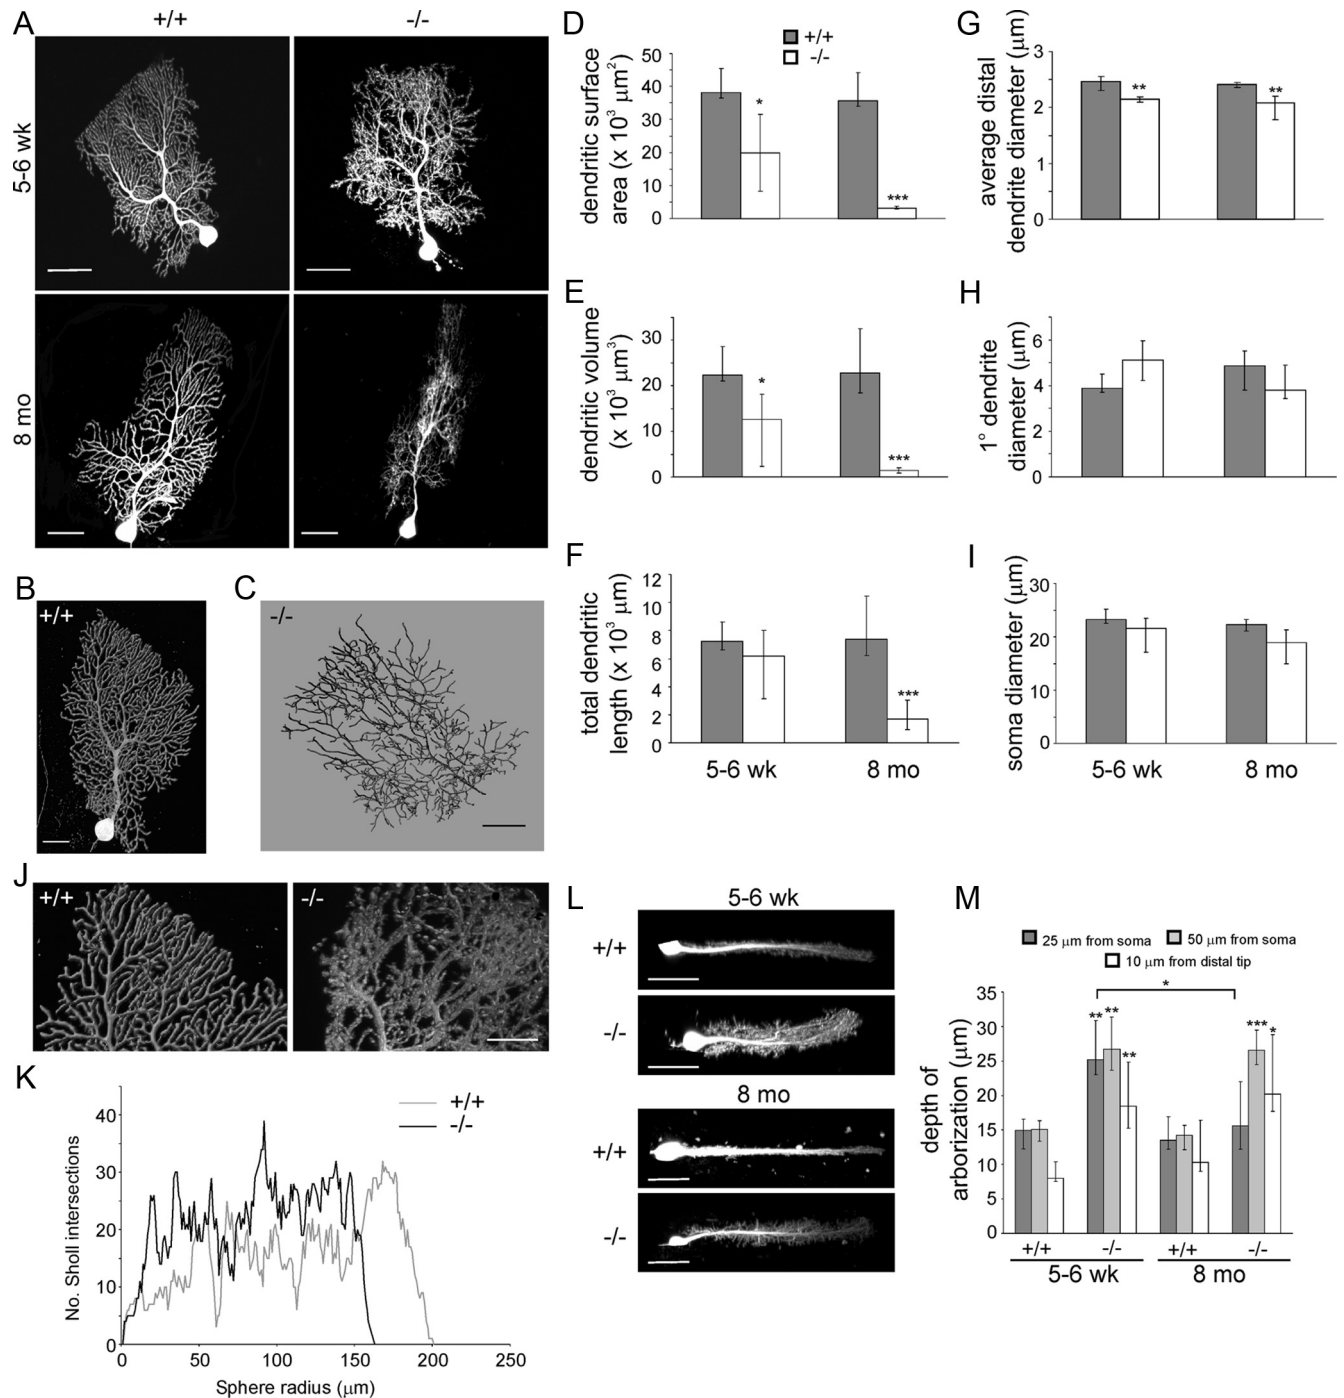 A
+/+
-/-
5-6 wk
8 mo
B
+/+
C
-/-
D
+/+
-/-
dendritic surface
area (x 10³ μm²)
50
40
30
20
10
0
*
***
E
dendritic volume
(x 10³ μm³)
30
20
10
0
*
***
F
total dendritic
length (x 10³ μm)
12
10
8
6
4
2
0
***
5-6 wk
8 mo
G
average distal
dendrite diameter (μm)
3
2
1
0
**
**
H
1° dendrite
diameter (μm)
6
4
2
0
I
soma diameter (μm)
30
20
10
0
5-6 wk
8 mo
J
+/+
-/-
K
No. Sholl intersections
40
30
20
10
0
+/+
-/-
0 50 100 150 200 250
Sphere radius (μm)
L
5-6 wk
+/+
-/-
8 mo
+/+
-/-
M
25 μm from soma
50 μm from soma
10 μm from distal tip
depth of
arborization (μm)
35
30
25
20
15
10
5
0
*
** **
**
***
*
+/+ -/- +/+ -/-
5-6 wk 8 mo